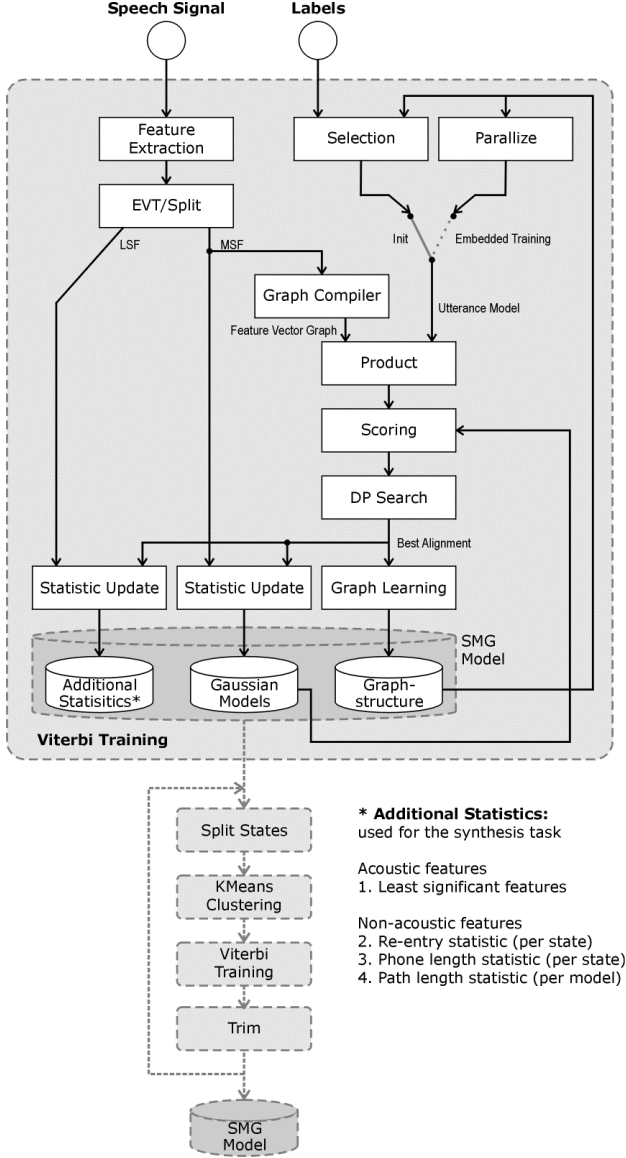 Speech Signal
Labels
Feature
Extraction
Selection
Parallize
EVT/Split
LSF
MSF
Init
Embedded Training
Graph Compiler
Utterance Model
Feature Vector Graph
Product
Scoring
DP Search
Best Alignment
Statistic Update
Statistic Update
Graph Learning
SMG
Model
Additional
Statisitics*
Gaussian
Models
Graph-
structure
Viterbi Training
Split States
KMeans
Clustering
Viterbi
Training
Trim
SMG
Model
* Additional Statistics:
used for the synthesis task
Acoustic features
1. Least significant features
Non-acoustic features
2. Re-entry statistic (per state)
3. Phone length statistic (per state)
4. Path length statistic (per model)